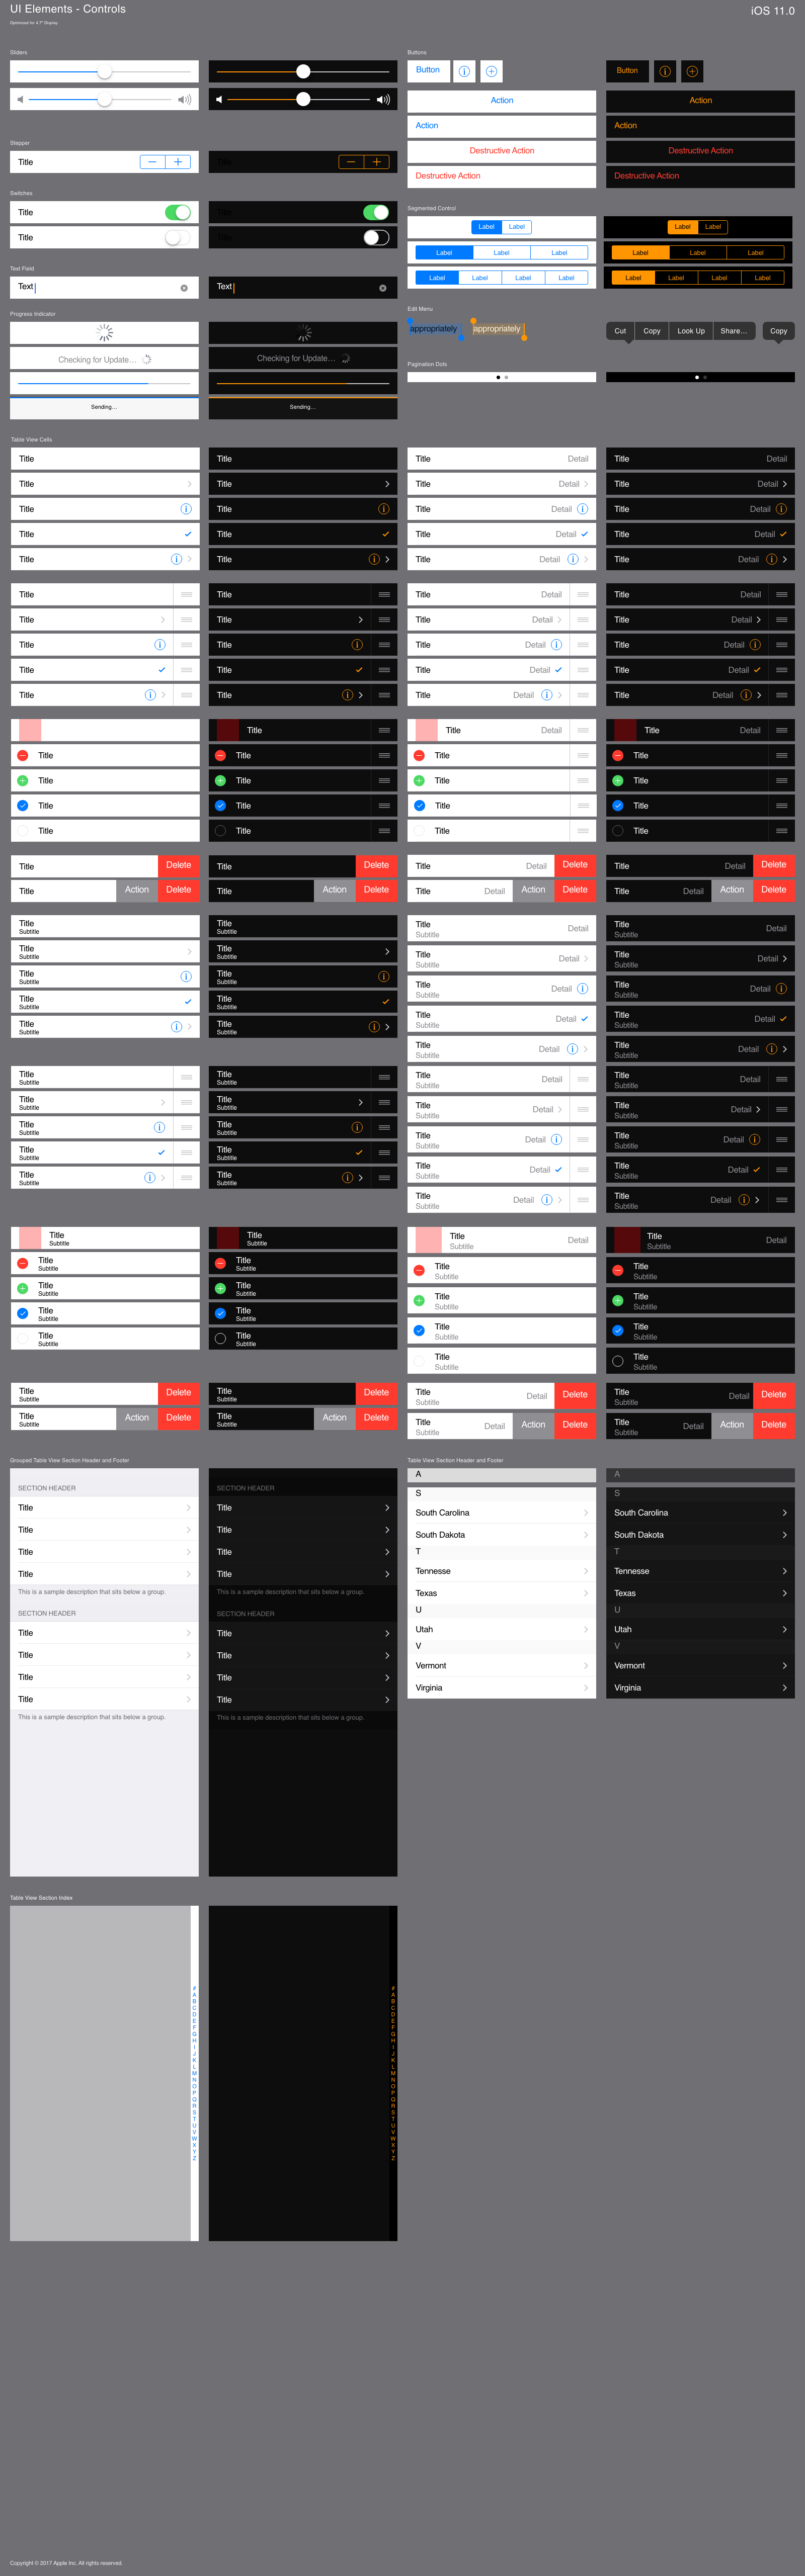 UI Elements - Controls
iOS 11.0
Optimized for 4.7" Display
Sliders
Stepper
Title
Title
Switches
Title
Title
Title
Title
Text Field
Text
Text
Progress Indicator
Checking for Update…
Checking for Update…
Sending…
Sending…
Buttons
Button
Button
Action
Action
Action
Action
Destructive Action
Destructive Action
Destructive Action
Destructive Action
Segmented Control
Label Label
Label Label
Label Label Label
Label Label Label
Label Label Label Label
Label Label Label Label
Edit Menu
appropriately
appropriately
Cut Copy Look Up Share…
Copy
Pagination Dots
Table View Cells
Title Title Title Detail Title Detail
Title Title Title Detail Title Detail
Title Title Title Detail Title Detail
Title Title Title Detail Title Detail
Title Title Title Detail Title Detail
Title Title Title Detail Title Detail
Title Title Title Detail Title Detail
Title Title Title Detail Title Detail
Title Title Title Detail Title Detail
Title Title Title Detail Title Detail
Title Title Detail Title Detail
Title Title Title Title
Title Title Title Title
Title Title Title Title
Title Title Title Title
Title Delete Title Delete Title Detail Delete Title Detail Delete
Title Action Delete Title Action Delete Title Detail Action Delete Title Detail Action Delete
Title Title
Subtitle Subtitle
Title Title
Subtitle Subtitle
Title Title
Subtitle Subtitle
Title Title
Subtitle Subtitle
Title Title
Subtitle Subtitle
Title Title
Subtitle Subtitle
Title Title
Subtitle Subtitle
Title Title
Subtitle Subtitle
Title Title
Subtitle Subtitle
Title Title
Subtitle Subtitle
Title Detail Title Detail
Subtitle Subtitle
Title Detail Title Detail
Subtitle Subtitle
Title Detail Title Detail
Subtitle Subtitle
Title Detail Title Detail
Subtitle Subtitle
Title Detail Title Detail
Subtitle Subtitle
Title Detail Title Detail
Subtitle Subtitle
Title Detail Title Detail
Subtitle Subtitle
Title Detail Title Detail
Subtitle Subtitle
Title Detail Title Detail
Subtitle Subtitle
Title Detail Title Detail
Subtitle Subtitle
Title Title
Subtitle Subtitle
Title Title
Subtitle Subtitle
Title Title
Subtitle Subtitle
Title Title
Subtitle Subtitle
Title Title
Subtitle Subtitle
Title Detail Title Detail
Subtitle Subtitle
Title Title
Subtitle Subtitle
Title Title
Subtitle Subtitle
Title Title
Subtitle Subtitle
Title Title
Subtitle Subtitle
Title Delete Title Delete
Subtitle Subtitle
Title Action Delete Title Action Delete
Subtitle Subtitle
Title Detail Delete Title Detail Delete
Subtitle Subtitle
Title Detail Action Delete Title Detail Action Delete
Subtitle Subtitle
Grouped Table View Section Header and Footer
SECTION HEADER
Title
Title
Title
Title
This is a sample description that sits below a group.
SECTION HEADER
Title
Title
Title
Title
This is a sample description that sits below a group.
SECTION HEADER
Title
Title
Title
Title
This is a sample description that sits below a group.
SECTION HEADER
Title
Title
Title
Title
This is a sample description that sits below a group.
Table View Section Header and Footer
A
S
South Carolina
South Dakota
T
Tennesse
Texas
U
Utah
V
Vermont
Virginia
A
S
South Carolina
South Dakota
T
Tennesse
Texas
U
Utah
V
Vermont
Virginia
Table View Section Index
#
A
B
C
D
E
F
G
H
I
J
K
L
M
N
O
P
Q
R
S
T
U
V
W
X
Y
Z
#
A
B
C
D
E
F
G
H
I
J
K
L
M
N
O
P
Q
R
S
T
U
V
W
X
Y
Z
Copyright © 2017 Apple Inc. All rights reserved.